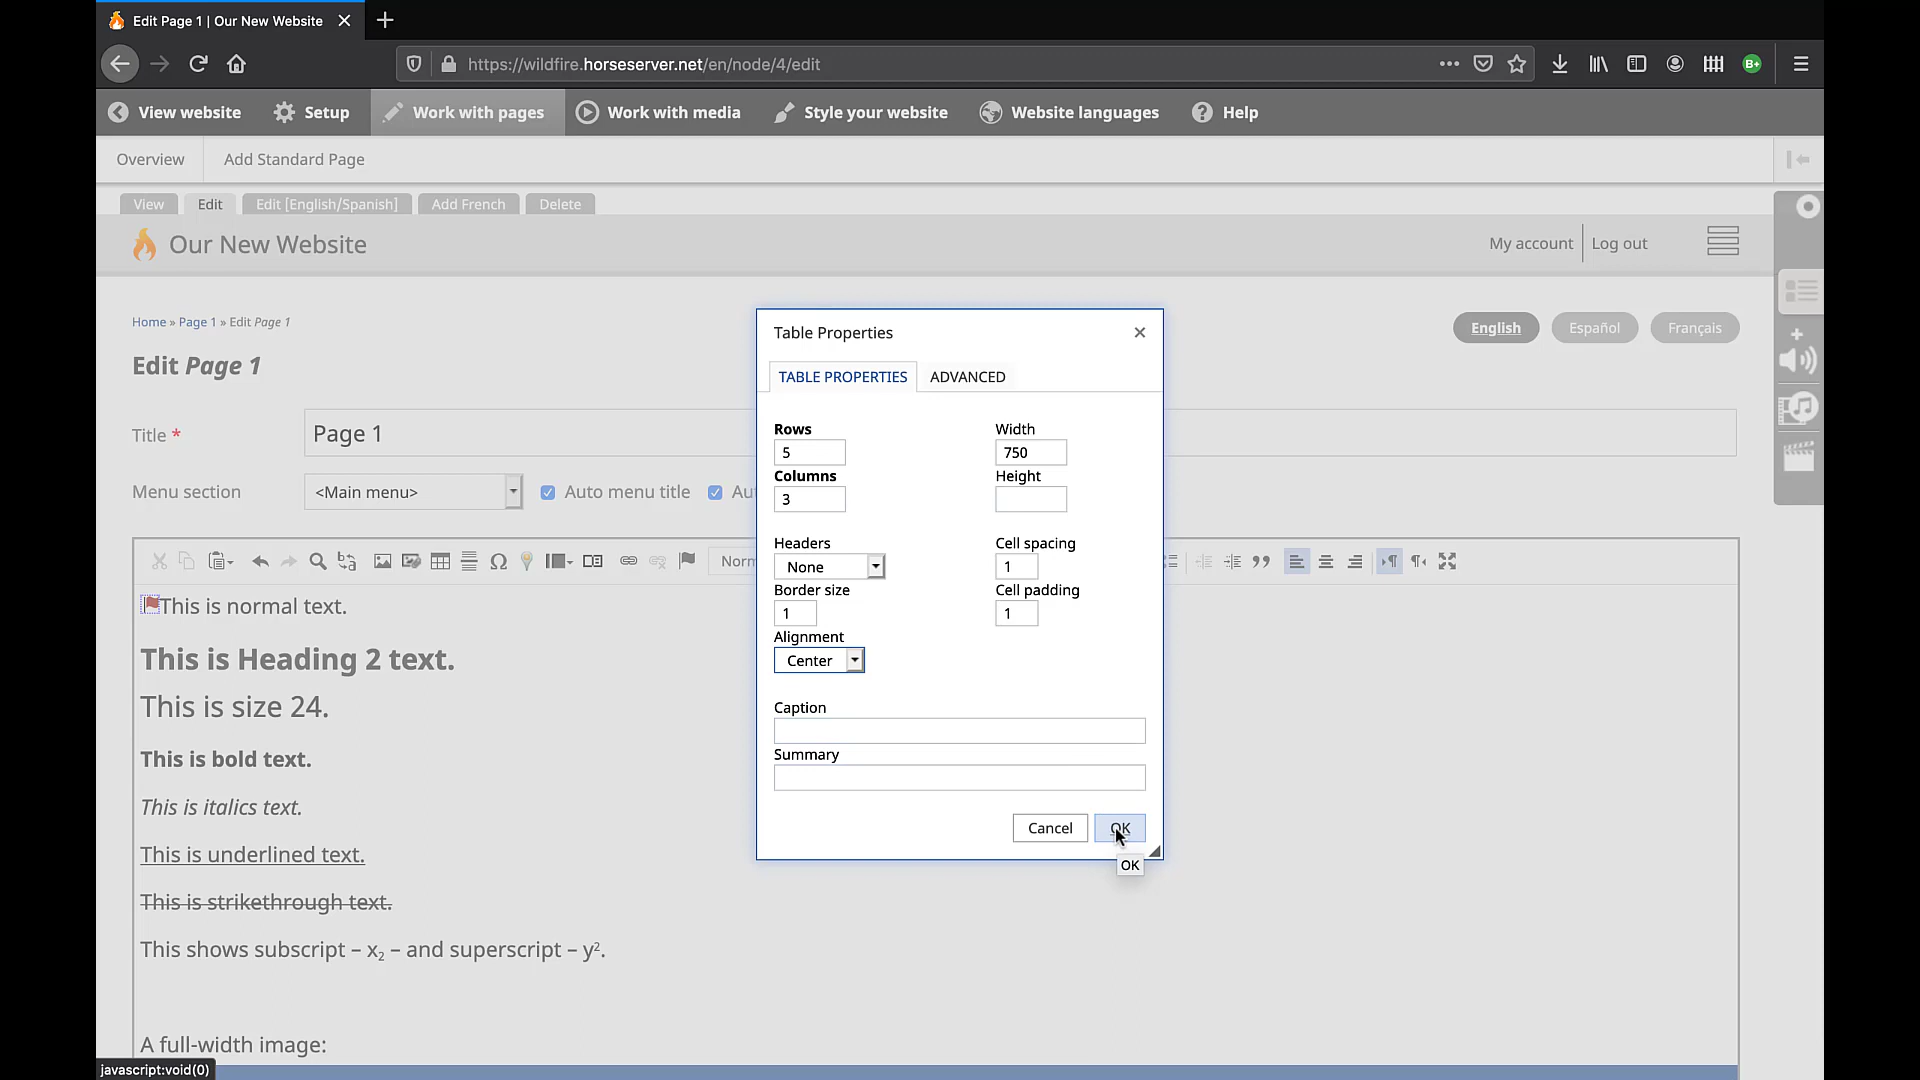 Edit Page 1 | Our New Website
https://wildfire.horseserver.net/en/node/4/edit
B+
View website
Setup
Work with pages
Work with media
Style your website
Website languages
Help
Overview
Add Standard Page
View
Edit
Edit [English/Spanish]
Add French
Delete
Our New Website
My account
Log out
Home » Page 1 » Edit Page 1
English
Español
Français
Edit Page 1
Title *
Page 1
Menu section
<Main menu>
Auto menu title
Au
Norm
This is normal text.
This is Heading 2 text.
This is size 24.
This is bold text.
This is italics text.
This is underlined text.
This is strikethrough text.
This shows subscript – x₂ – and superscript – y².
A full-width image:
javascript:void(0)
Table Properties
TABLE PROPERTIES
ADVANCED
Rows
5
Width
750
Columns
3
Height
Headers
None
Cell spacing
1
Border size
1
Cell padding
1
Alignment
Center
Caption
Summary
Cancel
OK
OK